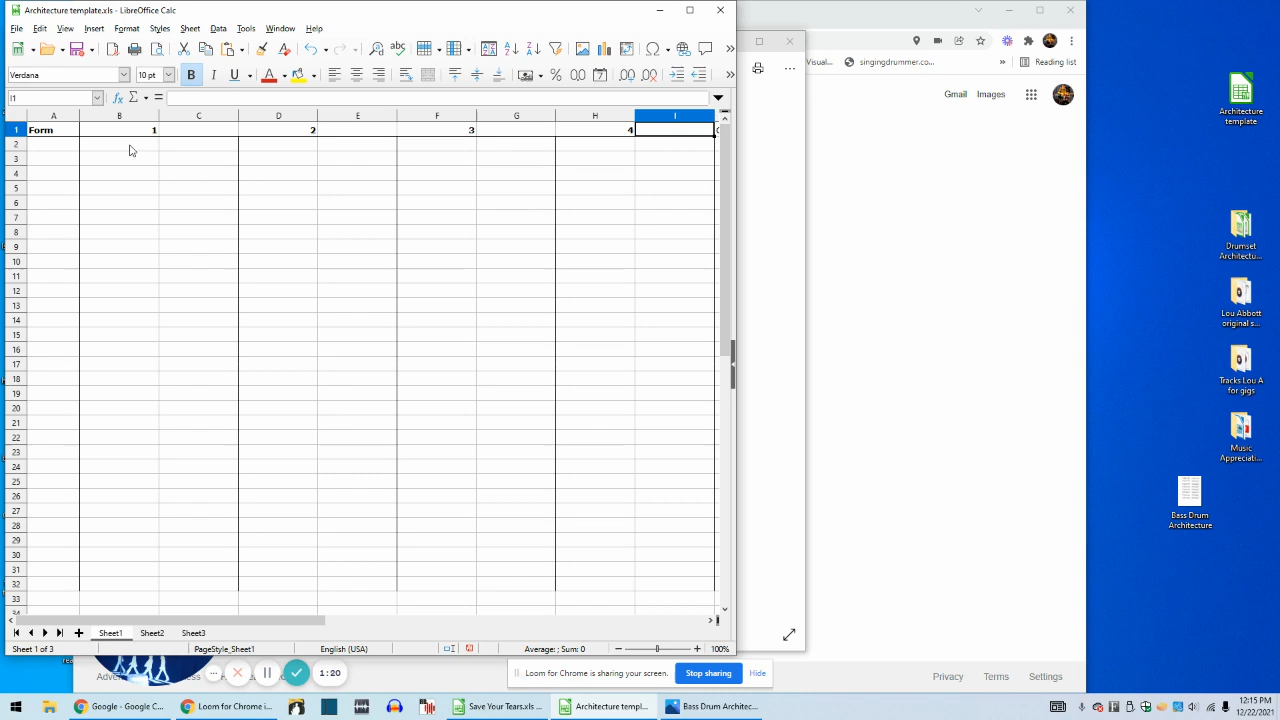 Architecture template.xls - LibreOffice Calc
File Edit View Insert Format Styles Sheet Data Tools Window Help
Verdana 10 pt B I U A
I1
A B C D E F G H I
1 Form 1 2 3 4
2
3
4
5
6
7
8
9
10
11
12
13
14
15
16
17
18
19
20
21
22
23
24
25
26
27
28
29
30
31
32
33
34
Sheet1 Sheet2 Sheet3
Sheet 1 of 3 PageStyle_Sheet1 English (USA) Average: ; Sum: 0 100%
Visual... singingdrummer.co... » Reading list
Gmail Images
Privacy Terms Settings
1:20
Loom for Chrome is sharing your screen. Stop sharing Hide
Architecture
template
Drumset
Architectu...
Lou Abbott
original s...
Tracks Lou A
for gigs
Music
Appreciati...
Bass Drum
Architecture
Google - Google C... Loom for Chrome i... Save Your Tears.xls ... Architecture templ... Bass Drum Architec...
12:15 PM
12/22/2021